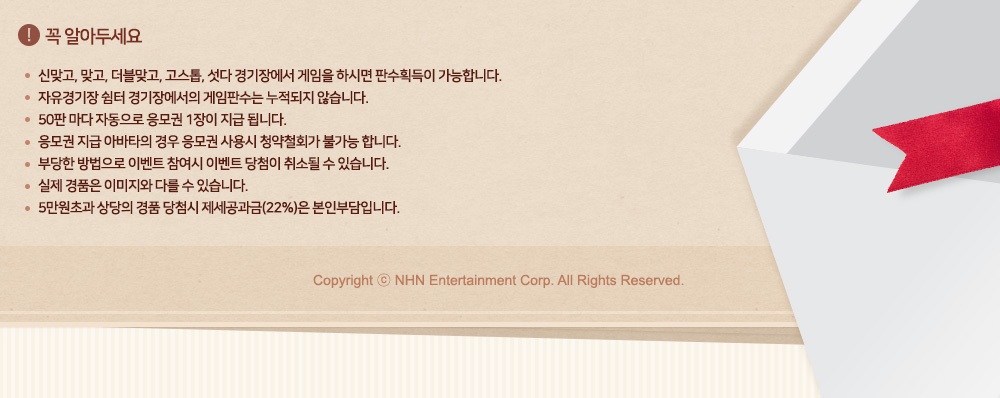 ! 꼭 알아두세요
• 신맞고, 맞고, 더블맞고, 고스톱, 섯다 경기장에서 게임을 하시면 판수획득이 가능합니다.
• 자유경기장 쉼터 경기장에서의 게임판수는 누적되지 않습니다.
• 50판 마다 자동으로 응모권 1장이 지급 됩니다.
• 응모권 지급 아바타의 경우 응모권 사용시 청약철회가 불가능 합니다.
• 부당한 방법으로 이벤트 참여시 이벤트 당첨이 취소될 수 있습니다.
• 실제 경품은 이미지와 다를 수 있습니다.
• 5만원초과 상당의 경품 당첨시 제세공과금(22%)은 본인부담입니다.
Copyright ⓒ NHN Entertainment Corp. All Rights Reserved.